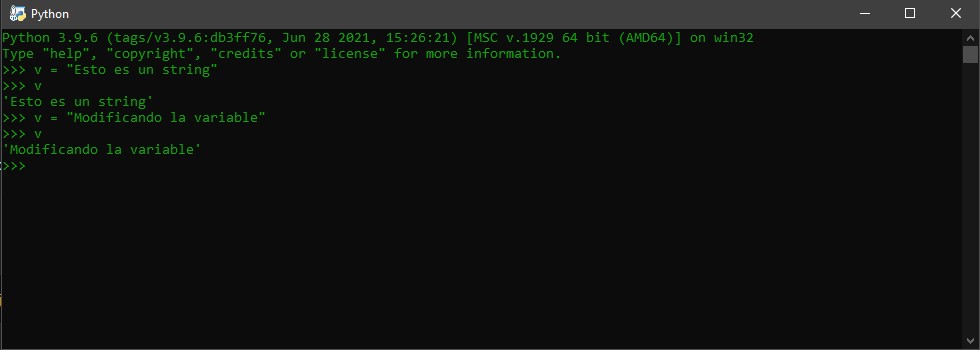 Python
Python 3.9.6 (tags/v3.9.6:db3ff76, Jun 28 2021, 15:26:21) [MSC v.1929 64 bit (AMD64)] on win32
Type "help", "copyright", "credits" or "license" for more information.
>>> v = "Esto es un string"
>>> v
'Esto es un string'
>>> v = "Modificando la variable"
>>> v
'Modificando la variable'
>>>